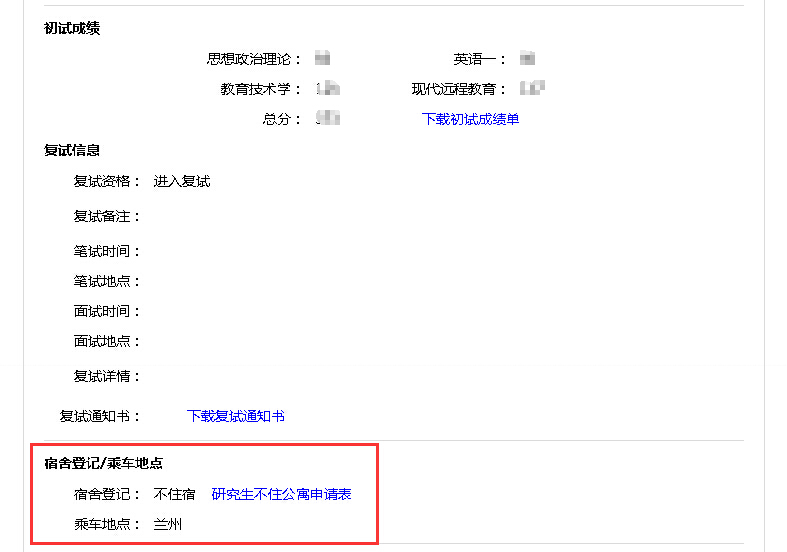 初试成绩
思想政治理论： 英语一：
教育技术学： 现代远程教育：
总分： 下载初试成绩单
复试信息
复试资格： 进入复试
复试备注：
笔试时间：
笔试地点：
面试时间：
面试地点：
复试详情：
复试通知书： 下载复试通知书
宿舍登记/乘车地点
宿舍登记： 不住宿 研究生不住公寓申请表
乘车地点： 兰州